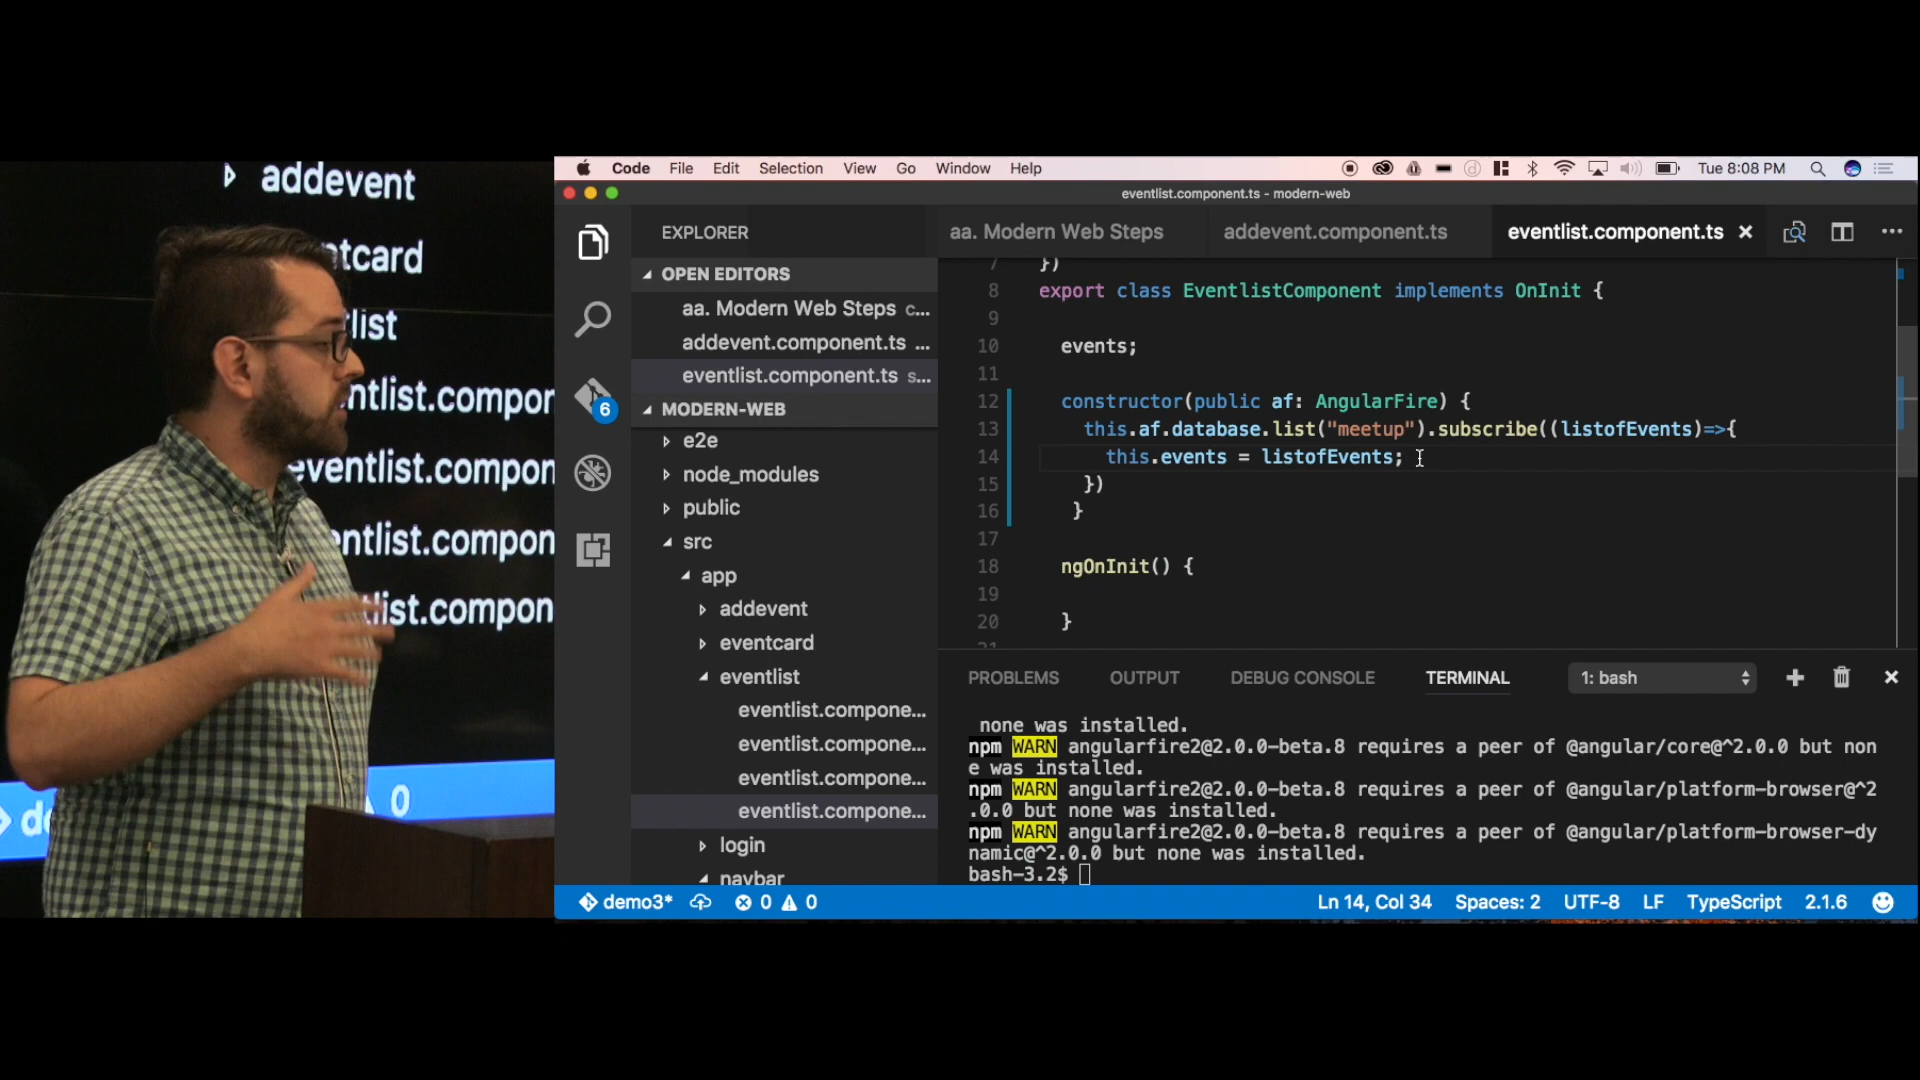 addevent
tcard
list
ntlist.compon
eventlist.compon
entlist.compon
list.compon
0
de
Code File Edit Selection View Go Window Help
Tue 8:08 PM
eventlist.component.ts - modern-web
EXPLORER
OPEN EDITORS
aa. Modern Web Steps c...
addevent.component.ts ...
eventlist.component.ts s...
MODERN-WEB
e2e
node_modules
public
src
app
addevent
eventcard
eventlist
eventlist.compone...
eventlist.compone...
eventlist.compone...
eventlist.compone...
login
navbar
6
aa. Modern Web Steps addevent.component.ts eventlist.component.ts
7 })
8 export class EventlistComponent implements OnInit {
9
10 events;
11
12 constructor(public af: AngularFire) {
13 this.af.database.list("meetup").subscribe((listofEvents)=>{
14 this.events = listofEvents;
15 })
16 }
17
18 ngOnInit() {
19
20 }
21
PROBLEMS OUTPUT DEBUG CONSOLE TERMINAL 1: bash
none was installed.
npm WARN angularfire2@2.0.0-beta.8 requires a peer of @angular/core@^2.0.0 but non
e was installed.
npm WARN angularfire2@2.0.0-beta.8 requires a peer of @angular/platform-browser@^2
.0.0 but none was installed.
npm WARN angularfire2@2.0.0-beta.8 requires a peer of @angular/platform-browser-dy
namic@^2.0.0 but none was installed.
bash-3.2$
demo3* 0 0 Ln 14, Col 34 Spaces: 2 UTF-8 LF TypeScript 2.1.6